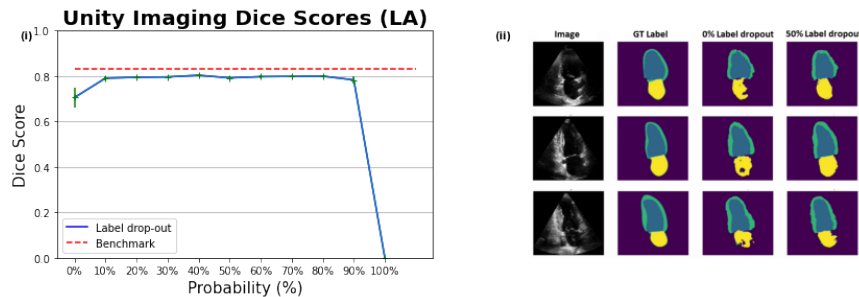 Unity Imaging Dice Scores (LA)
(i)
1.0
0.8
0.6
0.4
0.2
0.0
Dice Score
Label drop-out
Benchmark
0% 10% 20% 30% 40% 50% 60% 70% 80% 90% 100%
Probability (%)
(ii)
Image GT Label 0% Label dropout 50% Label dropout